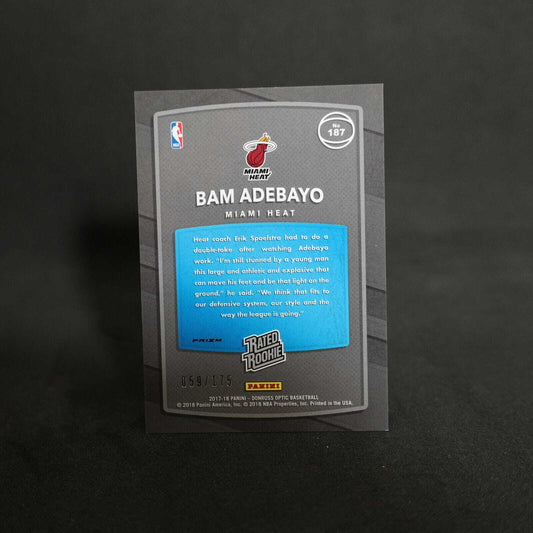 NBA
No
187
MIAMI
HEAT
BAM ADEBAYO
MIAMI HEAT
Heat coach Erik Spoelstra had to do a
double-take after watching Adebayo
work. "I'm still stunned by a young man
this large and athletic and explosive that
can move his feet and be that light on the
ground," he said. "We think that fits to
our defensive system, our style and the
way the league is going."
PRIZM
RATED
ROOKIE
059/175
PANINI
2017-18 PANINI - DONRUSS OPTIC BASKETBALL
© 2018 Panini America, Inc. © 2018 NBA Properties, Inc. Printed in the USA.